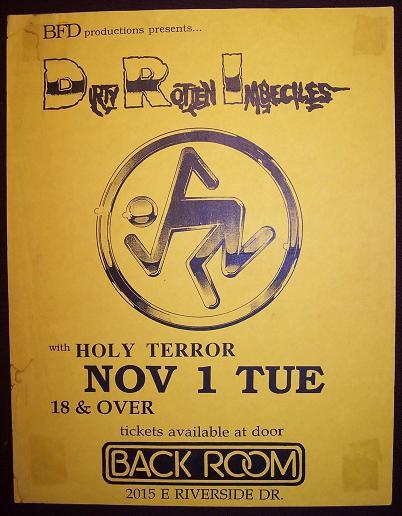 BFD productions presents...
Dirty Rotten Imbeciles
with HOLY TERROR
NOV 1 TUE
18 & OVER
tickets available at door
BACK ROOM
2015 E RIVERSIDE DR.